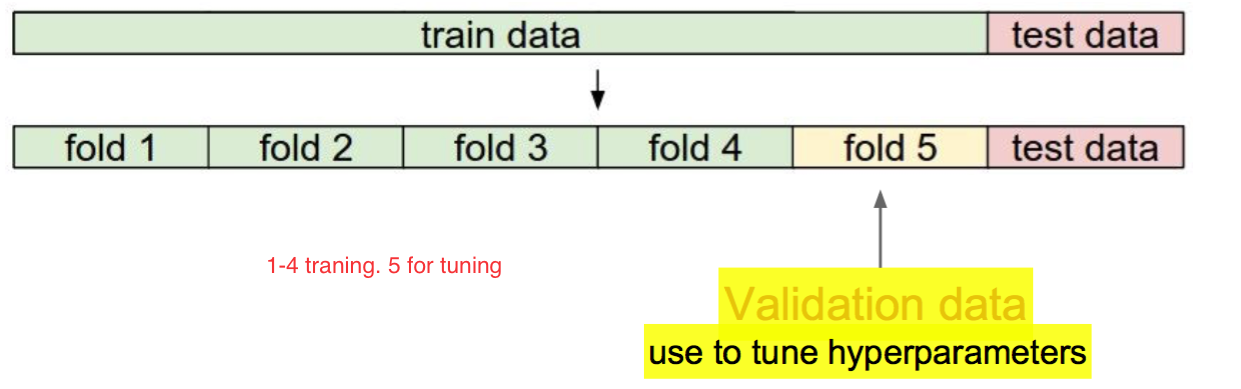 train data test data
fold 1 fold 2 fold 3 fold 4 fold 5 test data
1-4 traning. 5 for tuning
Validation data
use to tune hyperparameters